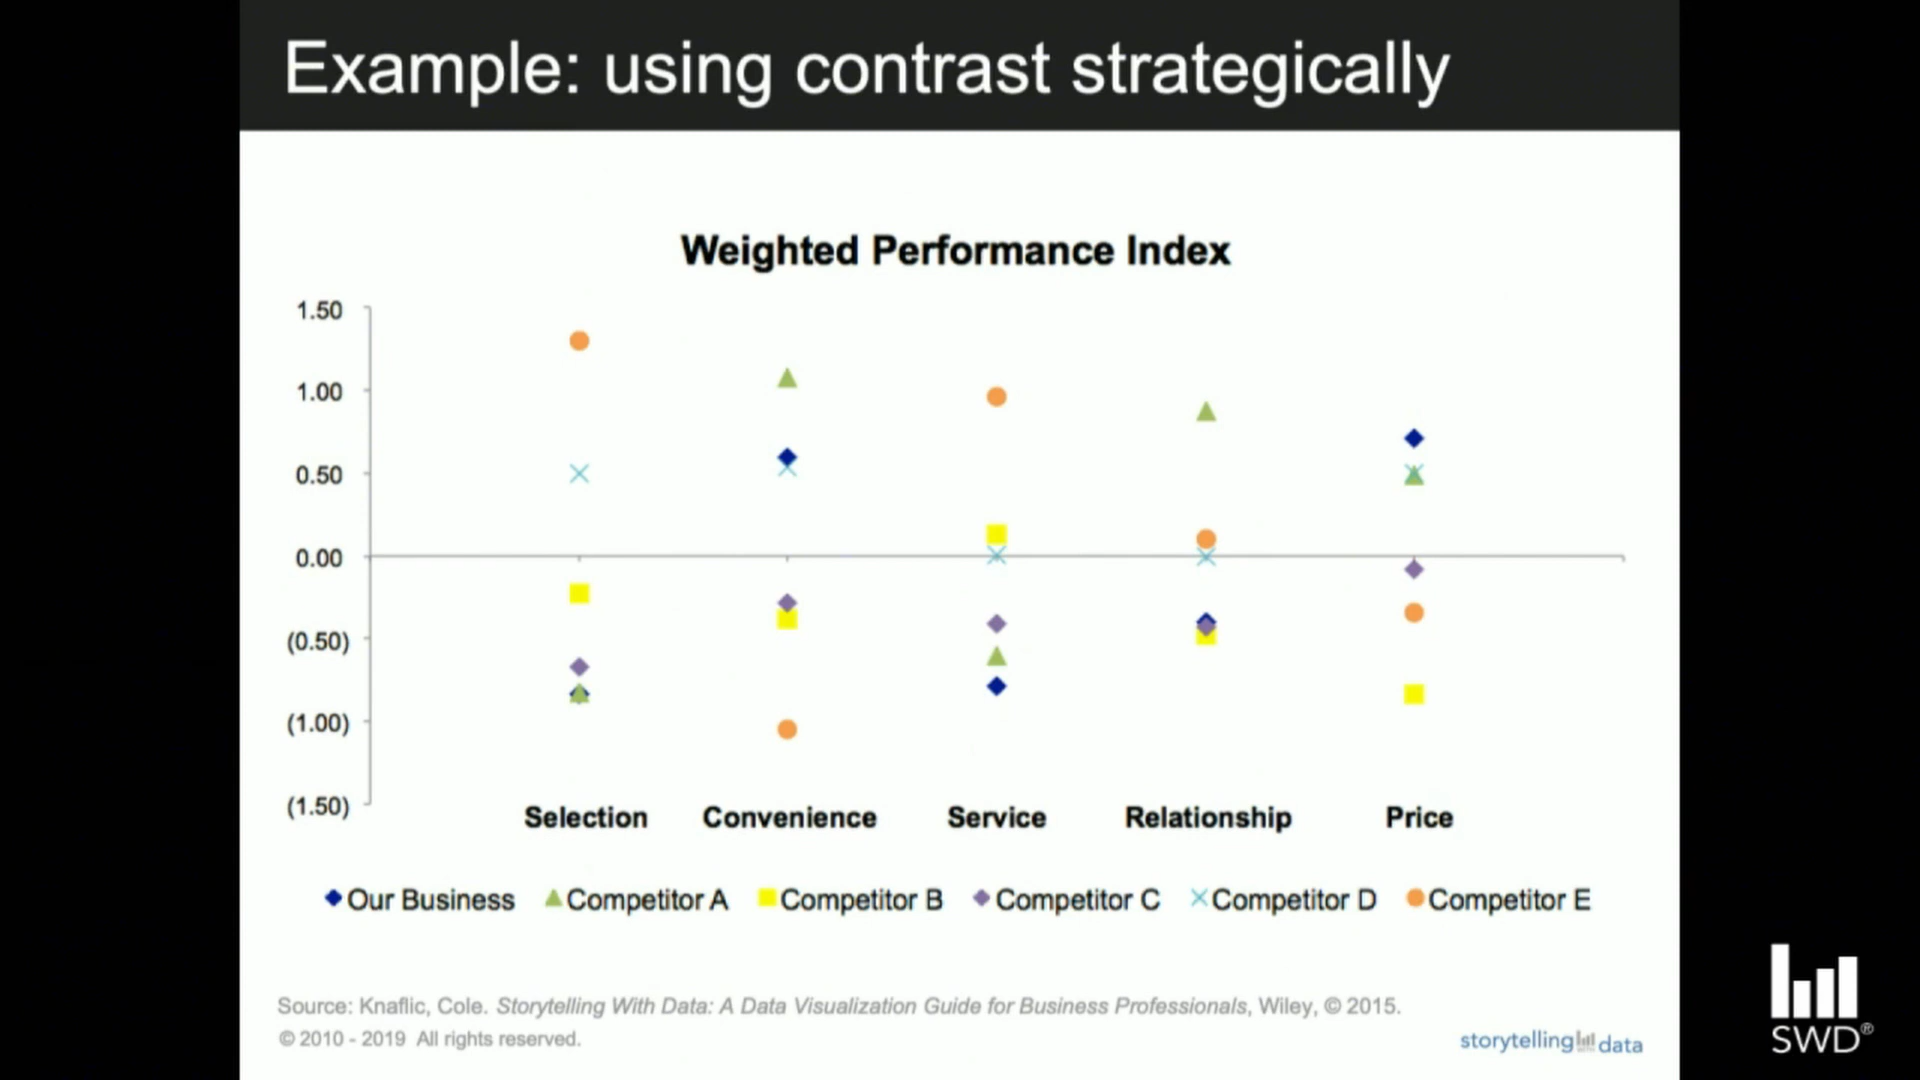 Example: using contrast strategically
Weighted Performance Index
1.50
1.00
0.50
0.00
(0.50)
(1.00)
(1.50)
Selection Convenience Service Relationship Price
Our Business Competitor A Competitor B Competitor C Competitor D Competitor E
Source: Knaflic, Cole. Storytelling With Data: A Data Visualization Guide for Business Professionals, Wiley, © 2015.
© 2010 - 2019 All rights reserved.
storytelling with data
SWD®